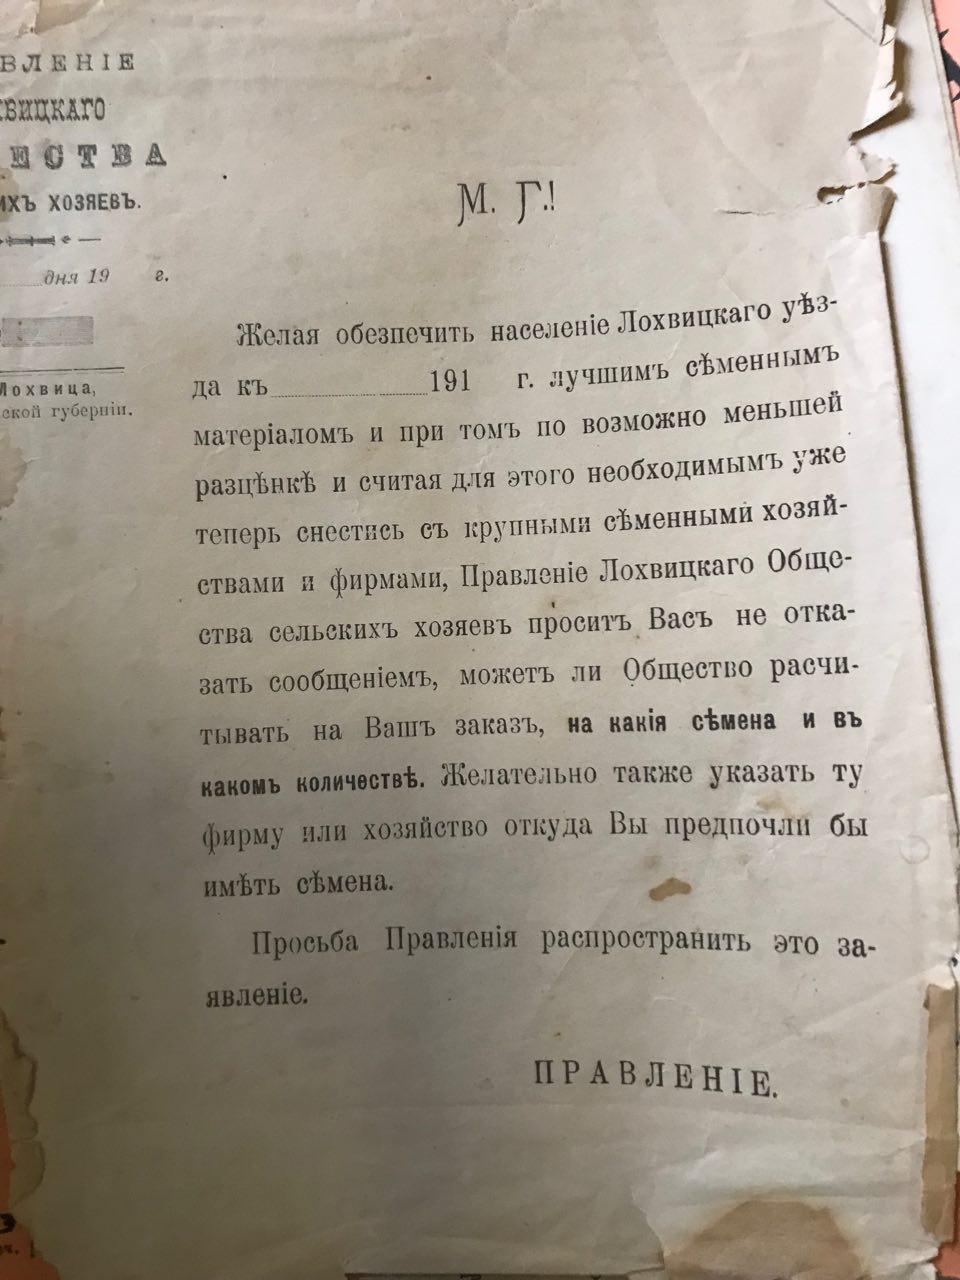 ВЛЕНІЕ
ХВИЦКАГО
ЕСТВА
ИХЪ ХОЗЯЕВЪ.
дня 19 г.
Лохвица,
ской губерніи.
М. Г.!
Желая обезпечить населеніе Лохвицкаго уѣз-
да къ 191 г. лучшимъ сѣменнымъ
матеріаломъ и при томъ по возможно меньшей
разцѣнкѣ и считая для этого необходимымъ уже
теперь снестись съ крупными сѣменными хозяй-
ствами и фирмами, Правленіе Лохвицкаго Обще-
ства сельскихъ хозяевъ проситъ Васъ не отка-
зать сообщеніемъ, можетъ ли Общество расчи-
тывать на Вашъ заказъ, на какія сѣмена и въ
какомъ количествѣ. Желательно также указать ту
фирму или хозяйство откуда Вы предпочли бы
имѣть сѣмена.
Просьба Правленія распространить это за-
явленіе.
ПРАВЛЕНІЕ.